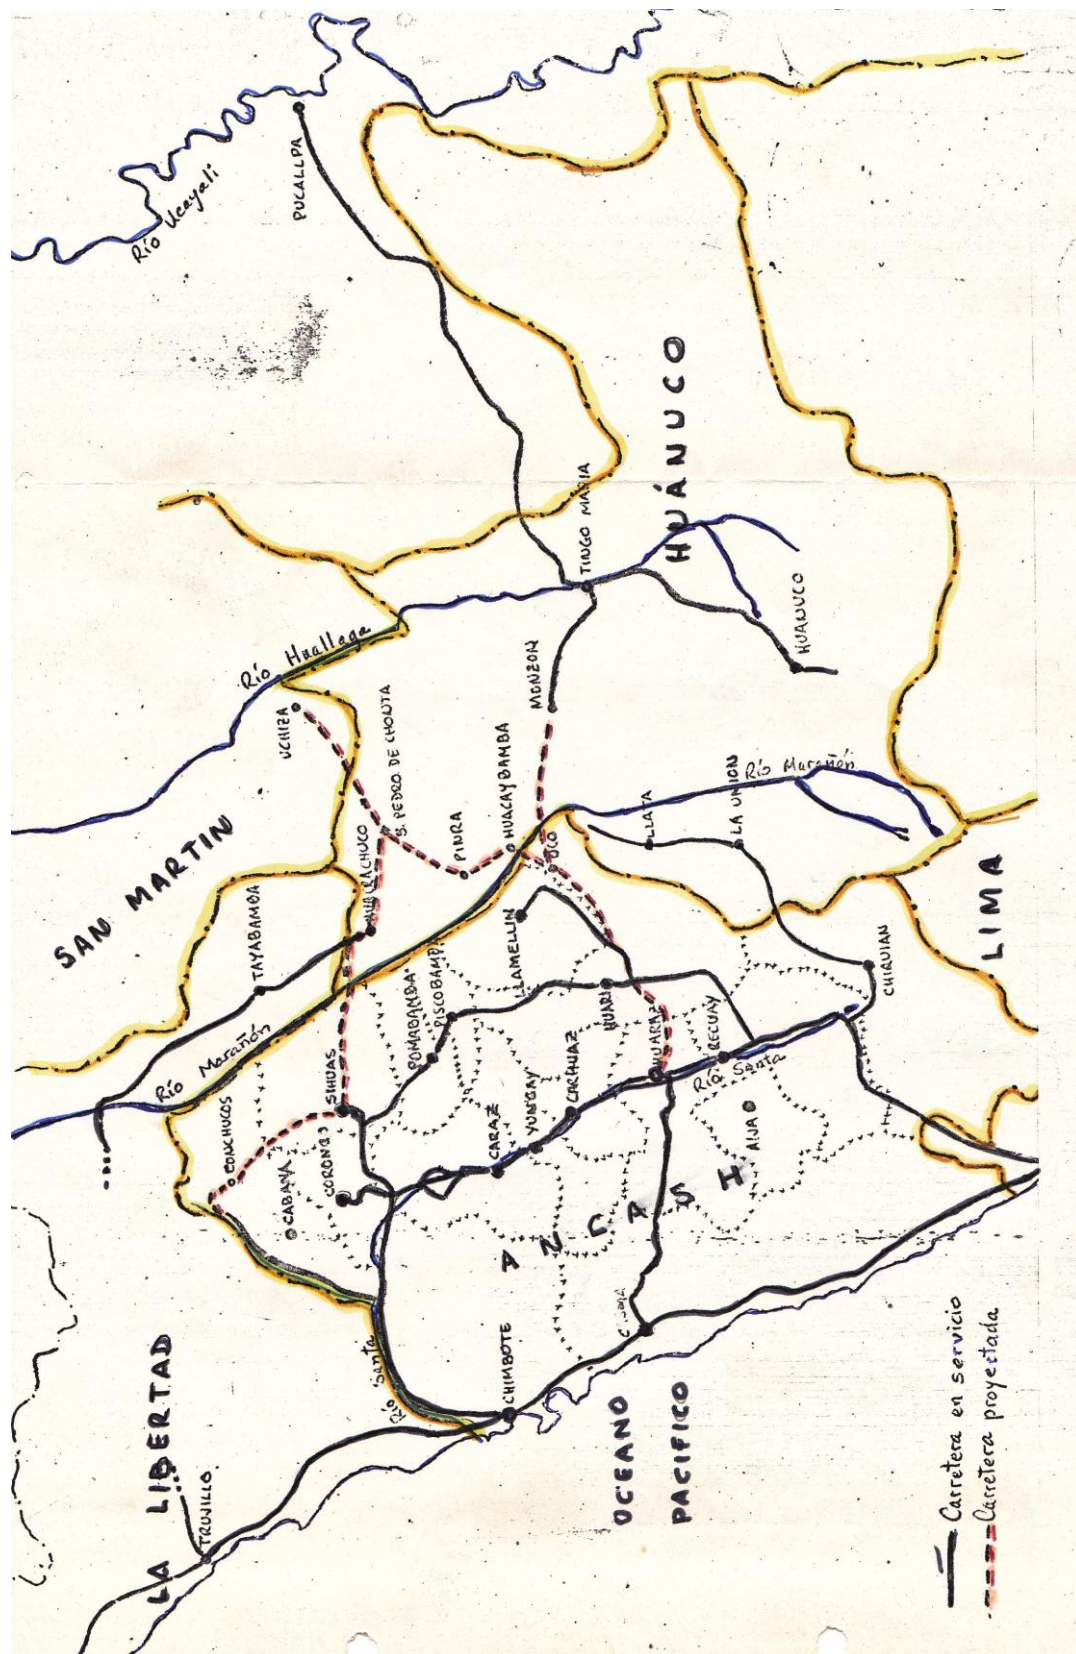 PUCALLPA
Río Ucayali
HUÁNUCO
TINGO MARIA
HUANUCO
Río Huallaga
UCHIZA
MONZON
S. PEDRO DE CHONTA
PINRA
HUACAYBAMBA
UCO
SAN MARTIN
HUACRACHUCO
TAYABAMBA
LLATA
LA UNION
Río Marañón
LIMA
LLAMELLIN
PISCOBAMBA
POMABAMBA
HUARI
CHIQUIAN
Río Marañón
SIHUAS
CONCHUCOS
CABANA
CORONGO
CARAZ
YUNGAY
CARHUAZ
HUARAZ
RECUAY
Río Santa
AIJA
ANCASH
Río Santa
CHIMBOTE
LA LIBERTAD
TRUJILLO
OCEANO
PACIFICO
Carretera en servicio
Carretera proyectada